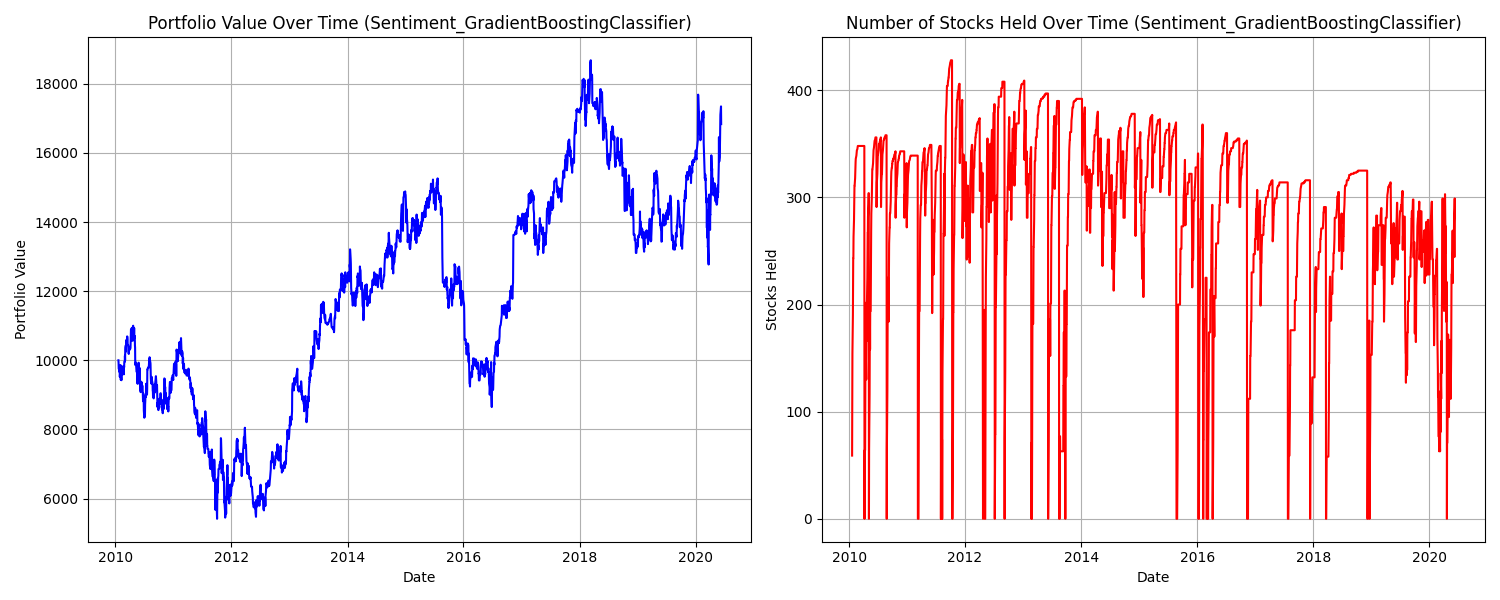 Portfolio Value Over Time (Sentiment_GradientBoostingClassifier)
18000
16000
14000
12000
10000
8000
6000
Portfolio Value
2010 2012 2014 2016 2018 2020
Date
Number of Stocks Held Over Time (Sentiment_GradientBoostingClassifier)
400
300
200
100
0
Stocks Held
2010 2012 2014 2016 2018 2020
Date